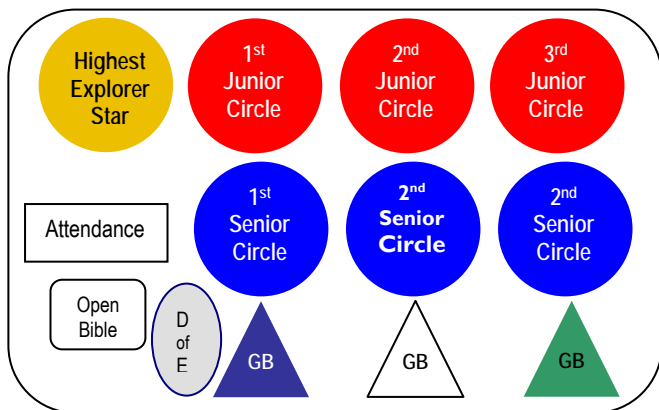 Highest
Explorer
Star
1st
Junior
Circle
2nd
Junior
Circle
3rd
Junior
Circle
Attendance
1st
Senior
Circle
2nd
Senior
Circle
2nd
Senior
Circle
Open
Bible
D
of
E
GB
GB
GB